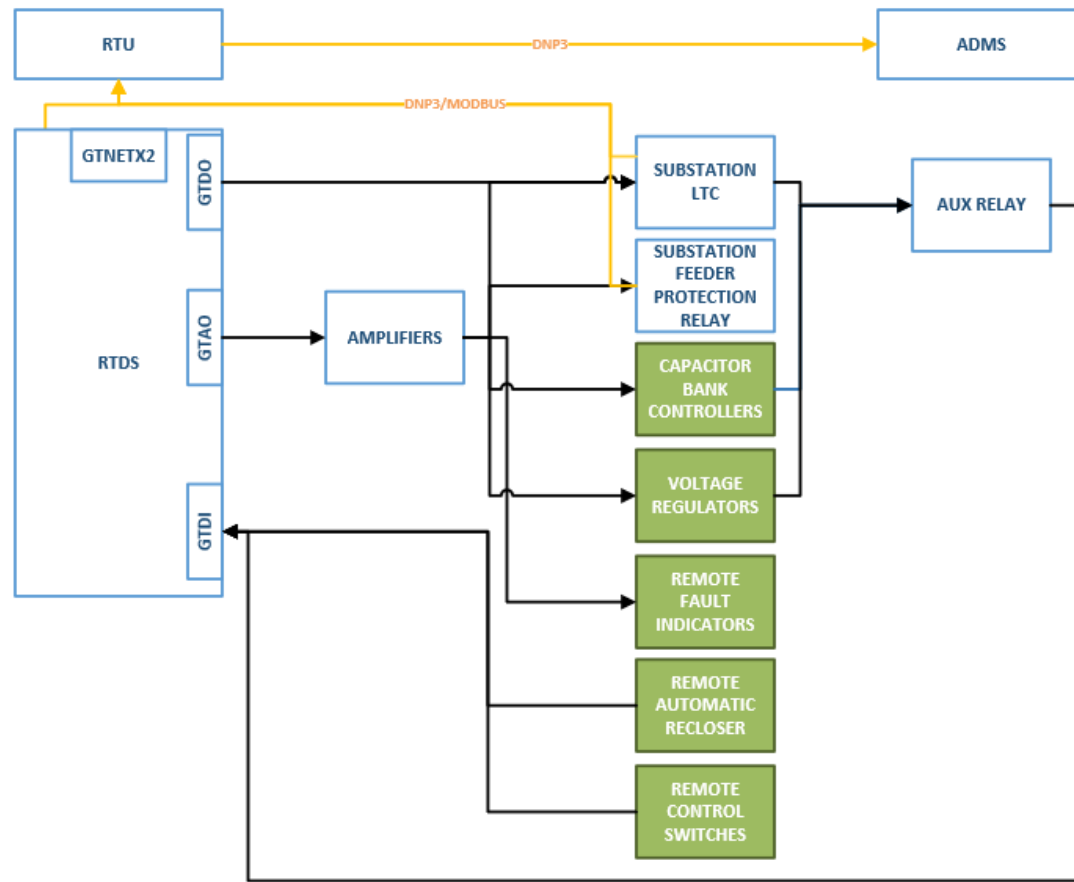 RTU
DNP3
ADMS
DNP3/MODBUS
GTNETX2
GTDO
SUBSTATION
LTC
AUX RELAY
SUBSTATION
FEEDER
PROTECTION
RELAY
GTAO
AMPLIFIERS
RTDS
CAPACITOR
BANK
CONTROLLERS
VOLTAGE
REGULATORS
GTDI
REMOTE
FAULT
INDICATORS
REMOTE
AUTOMATIC
RECLOSER
REMOTE
CONTROL
SWITCHES